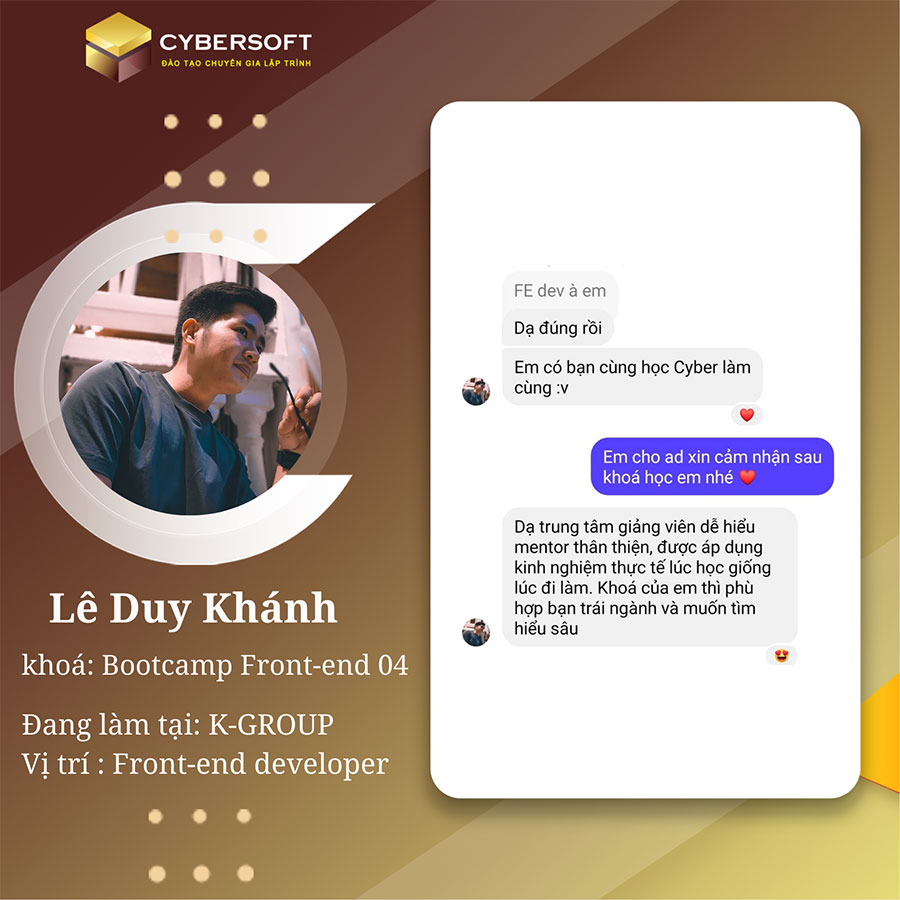 CYBERSOFT
ĐÀO TẠO CHUYÊN GIA LẬP TRÌNH
Lê Duy Khánh
khoá: Bootcamp Front-end 04
Đang làm tại: K-GROUP
Vị trí : Front-end developer
FE dev à em
Dạ đúng rồi
Em có bạn cùng học Cyber làm
cùng :v
Em cho ad xin cảm nhận sau
khoá học em nhé ❤️
Dạ trung tâm giảng viên dễ hiểu
mentor thân thiện, được áp dụng
kinh nghiệm thực tế lúc học giống
lúc đi làm. Khoá của em thì phù
hợp bạn trái ngành và muốn tìm
hiểu sâu